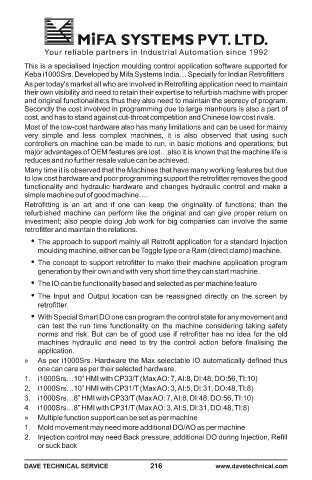 MiFA SYSTEMS PVT. LTD.
Your reliable partners in Industrial Automation since 1992
This is a specialised Injection moulding control application software supported for
Keba i1000Srs. Developed by Mifa Systems India… Specially for Indian Retrofitters
As per today's market all who are involved in Retrofiting application need to maintain
their own visibility and need to retain their expertise to refurbish machine with proper
and original functionalitie;s thus they also need to maintain the secrecy of program.
Secondly the cost involved in programming due to large manhours is also a part of
cost, and has to stand against cut-throat competition and Chinese low cost rivals.
Most of the low-cost hardware also has many limitations and can be used for mainly
very simple and less complex machines, it is also observed that using such
controllers on machine can be made to run, in basic motions and operations; but
major advantages of OEM features are lost…also it is known that the machine life is
reduces and no further resale value can be achieved.
Many time it is observed that the Machines that have many working features but due
to low cost hardware and poor programming support the retrofitter removes the good
functionality and hydraulic hardware and changes hydraulic control and make a
simple machine out of good machine….
Retrofitting is an art and if one can keep the originality of functions; than the
refurbished machine can perform like the original and can give proper return on
investment; also people doing Job work for big companies can involve the same
retrofitter and maintain the relations.
• The approach to support mainly all Retrofit application for a standard Injection
moulding machine, either can be Toggle type or a Ram (direct clamp) machine.
• The concept to support retrofitter to make their machine application program
generation by their own and with very short time they can start machine.
• The IO can be functionality based and selected as per machine feature
• The Input and Output location can be reassigned directly on the screen by
retrofitter.
• With Special Smart DO one can program the control state for any movement and
can test the run time functionality on the machine considering taking safety
norms and risk. But can be of good use if retrofitter has no idea for the old
machines hydraulic and need to try the control action before finalising the
application.
» As per i1000Srs. Hardware the Max selectable IO automatically defined thus
one can care as per their selected hardware.
1. i1000Srs…10" HMI with CP33/T (Max AO: 7, AI:8, DI:48, DO:56, TI:10)
2. i1000Srs…10" HMI with CP31/T (Max AO: 3, AI:5, DI:31, DO:48, TI:8)
3. i1000Srs…8" HMI with CP33/T (Max AO: 7, AI:8, DI:48, DO:56, TI:10)
4. i1000Srs…8" HMI with CP31/T (Max AO: 3, AI:5, DI:31, DO:48, TI:8)
» Multiple function support can be set as per machine
1. Mold movement may need more additional DO/AO as per machine
2. Injection control may need Back pressure, additional DO during Injection, Refill
or suck back
DAVE TECHNICAL SERVICE 216 www.davetechnical.com